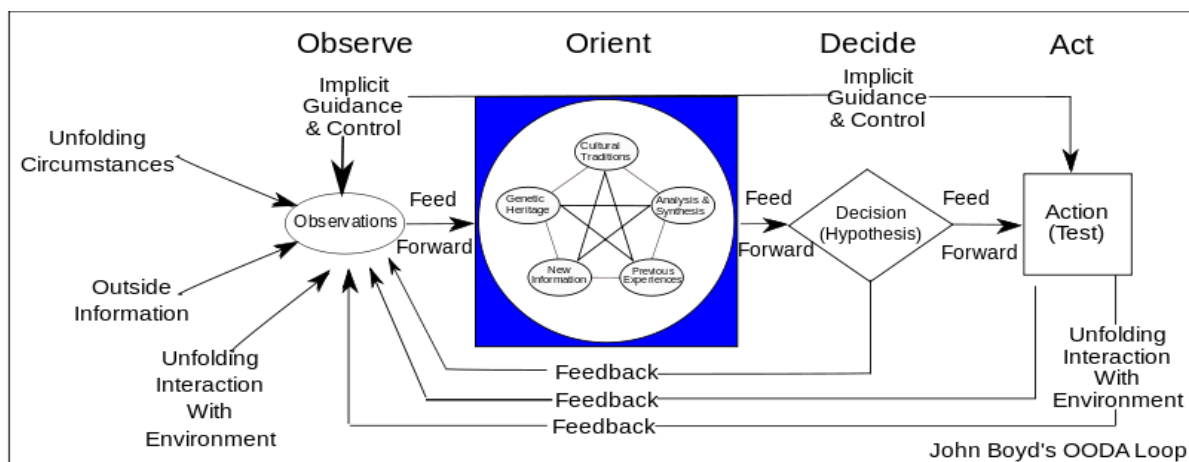 Observe
Orient
Decide
Act
Implicit
Guidance
& Control
Implicit
Guidance
& Control
Unfolding
Circumstances
Observations
Feed
Forward
Cultural
Traditions
Genetic
Heritage
Analysis &
Synthesis
New
Information
Previous
Experiences
Feed
Forward
Decision
(Hypothesis)
Feed
Forward
Action
(Test)
Outside
Information
Unfolding
Interaction
With
Environment
Feedback
Feedback
Feedback
Unfolding
Interaction
With
Environment
John Boyd's OODA Loop